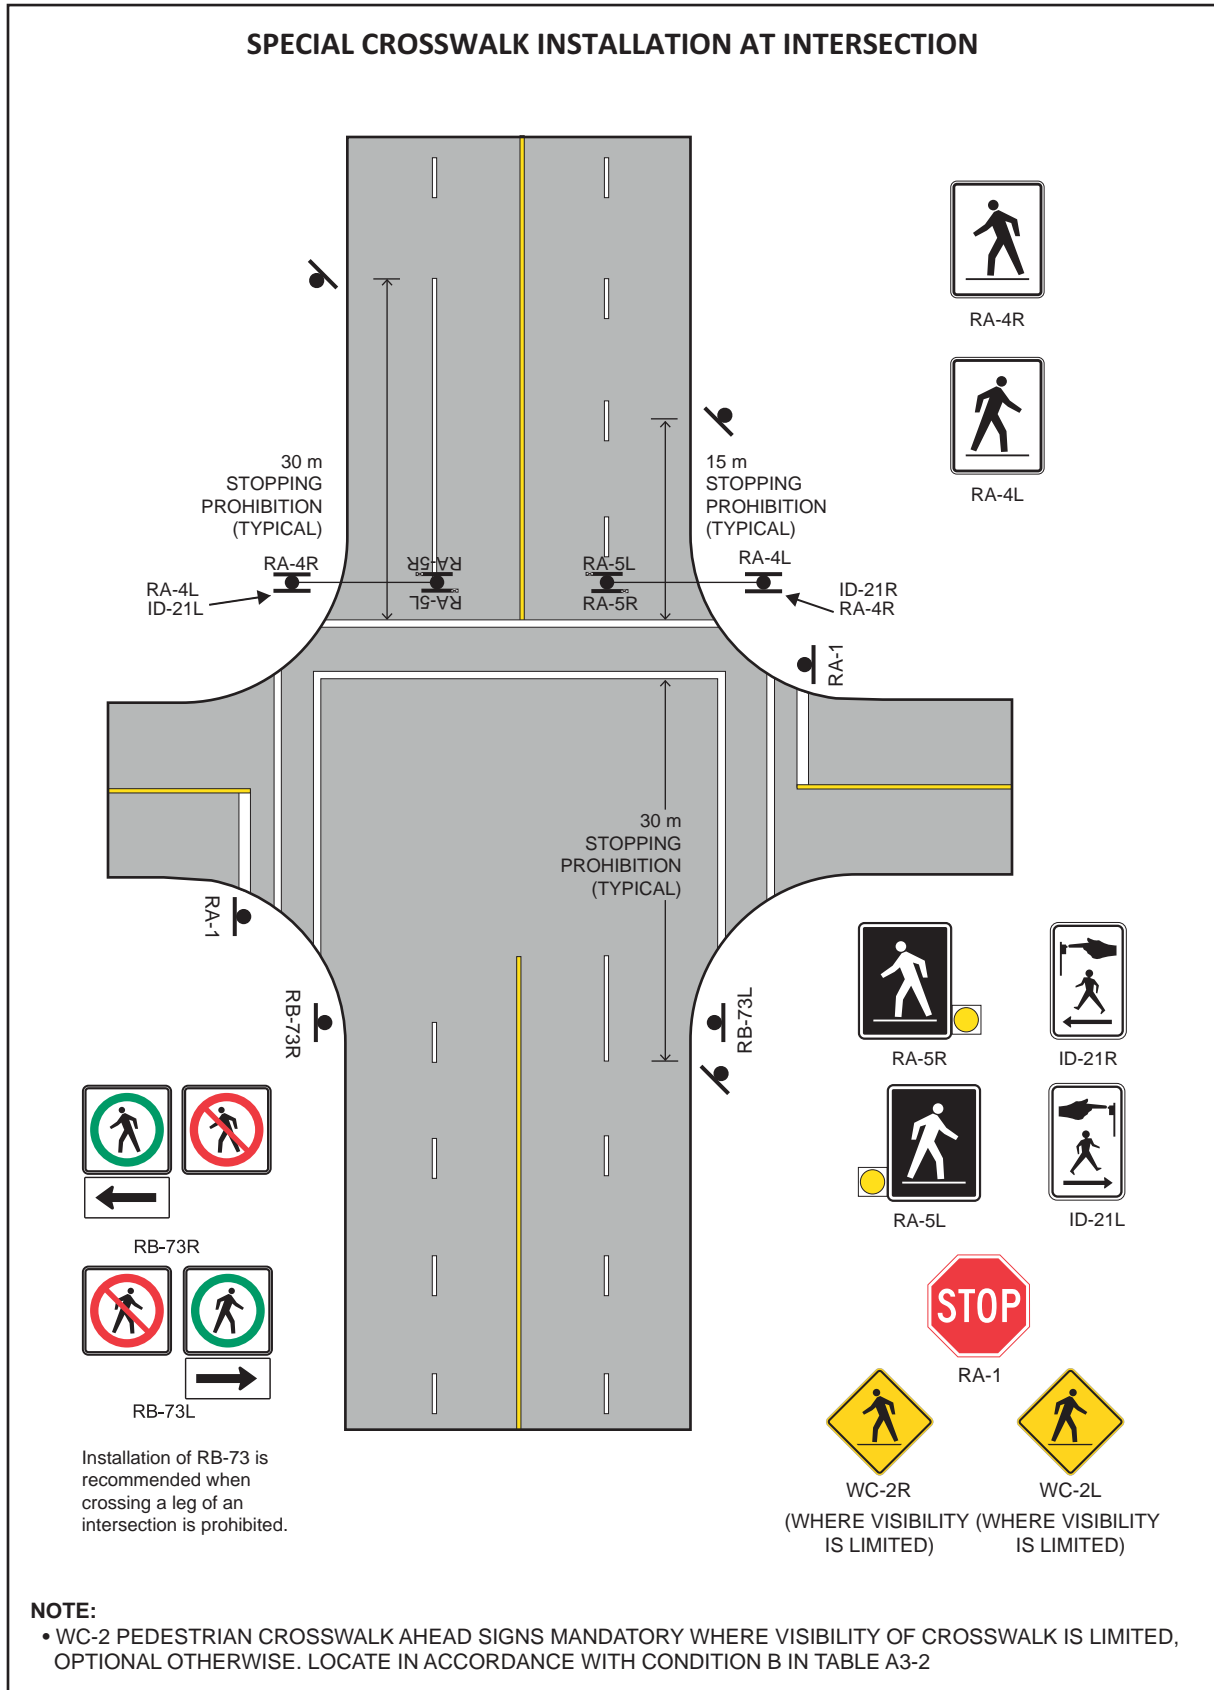 SPECIAL CROSSWALK INSTALLATION AT INTERSECTION
RA-4R
RA-4L
30 m
STOPPING
PROHIBITION
(TYPICAL)
15 m
STOPPING
PROHIBITION
(TYPICAL)
RA-4R
RA-5R
RA-5L
RA-4L
RA-4L
ID-21L
RA-5L
RA-5R
ID-21R
RA-4R
RA-1
30 m
STOPPING
PROHIBITION
(TYPICAL)
RA-1
RB-73R
RB-73L
RA-5R
ID-21R
RA-5L
ID-21L
RB-73R
RB-73L
STOP
RA-1
WC-2R
WC-2L
(WHERE VISIBILITY
IS LIMITED)
(WHERE VISIBILITY
IS LIMITED)
Installation of RB-73 is
recommended when
crossing a leg of an
intersection is prohibited.
NOTE:
• WC-2 PEDESTRIAN CROSSWALK AHEAD SIGNS MANDATORY WHERE VISIBILITY OF CROSSWALK IS LIMITED,
OPTIONAL OTHERWISE. LOCATE IN ACCORDANCE WITH CONDITION B IN TABLE A3-2